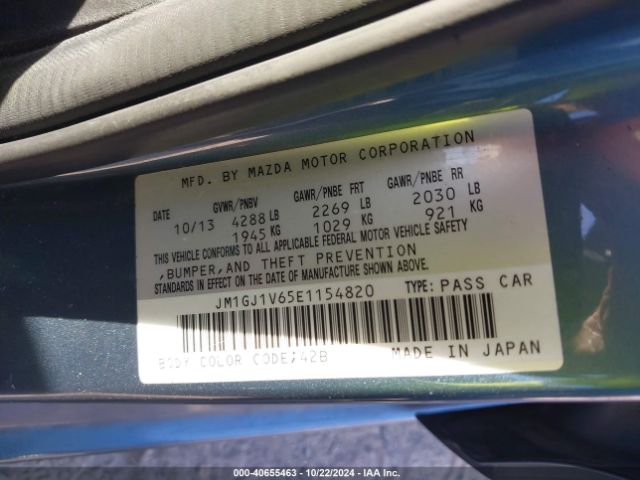 MFD. BY MAZDA MOTOR CORPORATION
DATE GVWR/PNBV GAWR/PNBE FRT GAWR/PNBE RR
10/13 4288 LB 2269 LB 2030 LB
1945 KG 1029 KG 921 KG
THIS VEHICLE CONFORMS TO ALL APPLICABLE FEDERAL MOTOR VEHICLE SAFETY
,BUMPER,AND THEFT PREVENTION
STANDARDS IN EFFECT ON THE DATE OF MANUFACTURE SHOWN ABOVE.
JM1GJ1V65E1154820 TYPE: PASS CAR
BODY COLOR CODE:42B MADE IN JAPAN
000-40655463 - 10/22/2024 - IAA Inc.